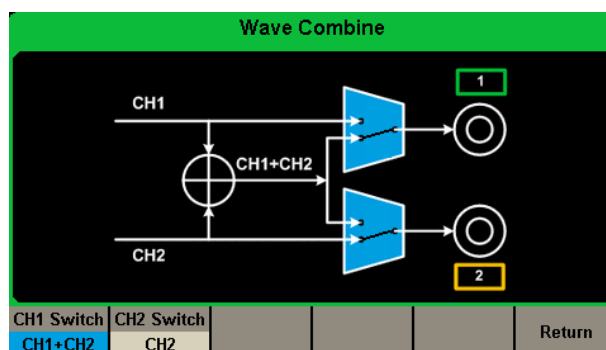 Wave Combine
1
CH1
CH1+CH2
CH2
2
CH1 Switch CH2 Switch
CH1+CH2 CH2 Return